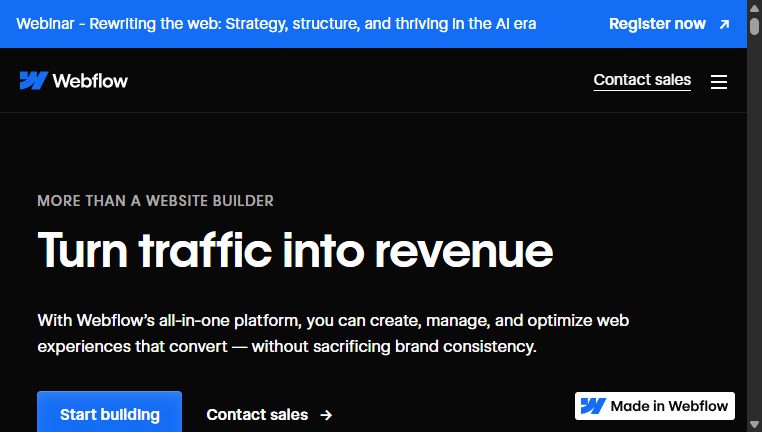 Webinar - Rewriting the web: Strategy, structure, and thriving in the AI era
Register now
Webflow
Contact sales
MORE THAN A WEBSITE BUILDER
Turn traffic into revenue
With Webflow’s all-in-one platform, you can create, manage, and optimize web
experiences that convert — without sacrificing brand consistency.
Start building
Contact sales
Made in Webflow